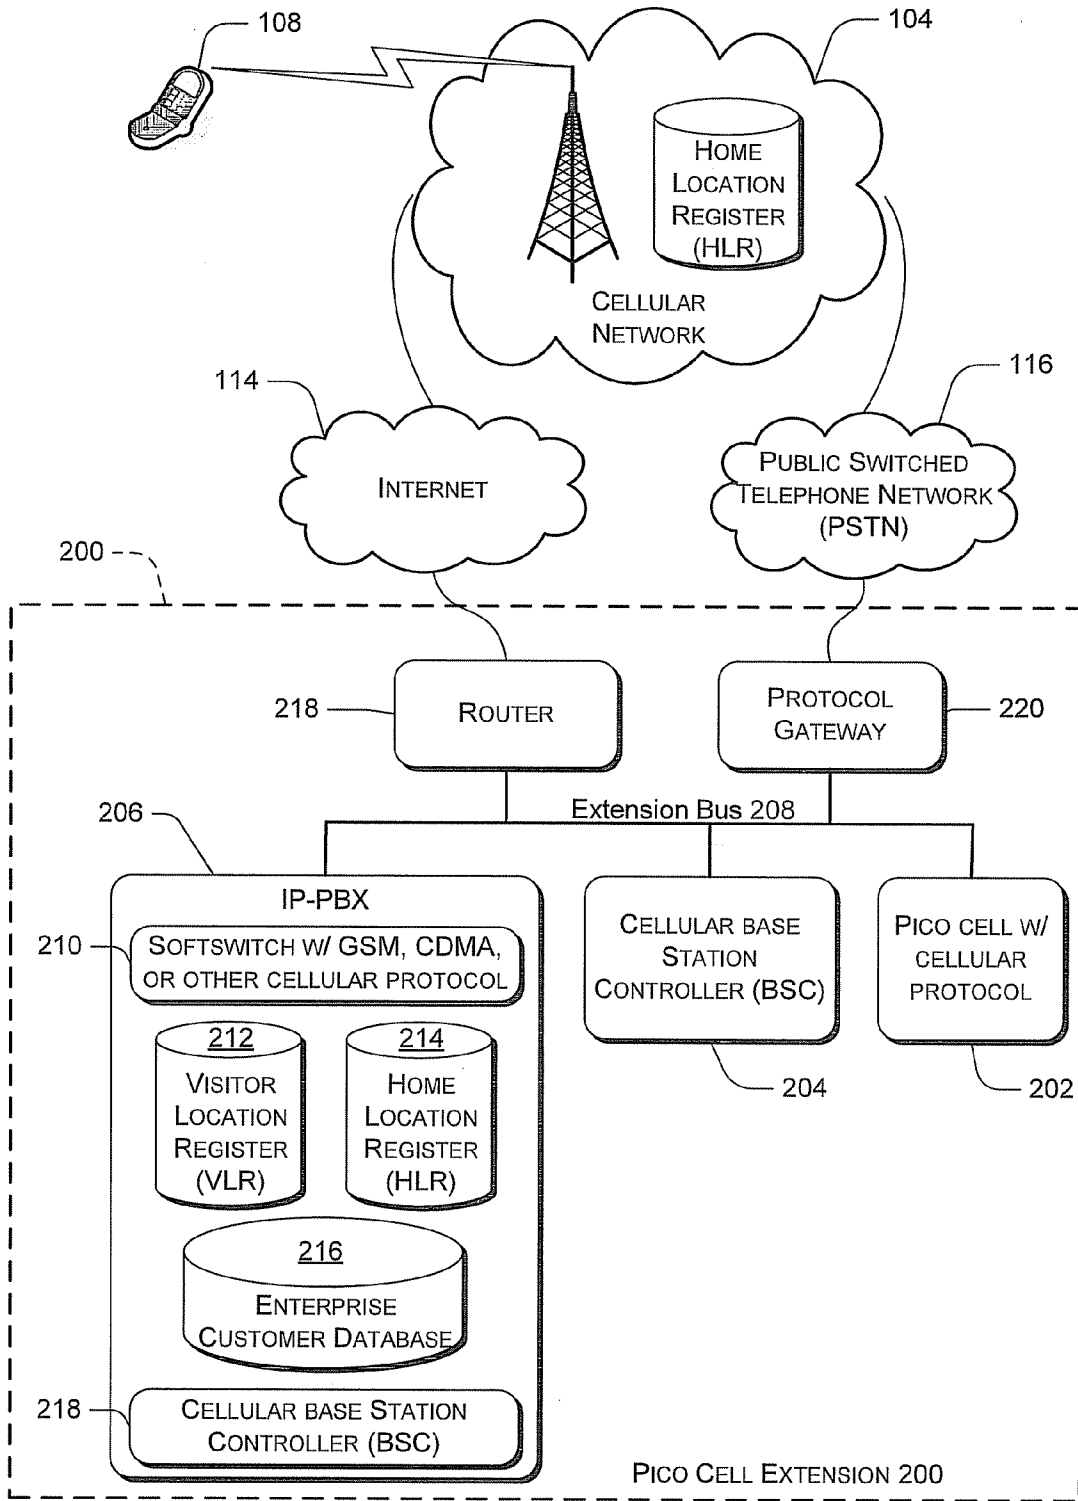 108
104
HOME
LOCATION
REGISTER
(HLR)
CELLULAR
NETWORK
114
116
INTERNET
PUBLIC SWITCHED
TELEPHONE NETWORK
(PSTN)
200
218
ROUTER
PROTOCOL
GATEWAY
220
Extension Bus 208
206
IP-PBX
210
SOFTSWITCH W/ GSM, CDMA,
OR OTHER CELLULAR PROTOCOL
212
VISITOR
LOCATION
REGISTER
(VLR)
214
HOME
LOCATION
REGISTER
(HLR)
CELLULAR BASE
STATION
CONTROLLER (BSC)
204
PICO CELL W/
CELLULAR
PROTOCOL
202
216
ENTERPRISE
CUSTOMER DATABASE
218
CELLULAR BASE STATION
CONTROLLER (BSC)
PICO CELL EXTENSION 200